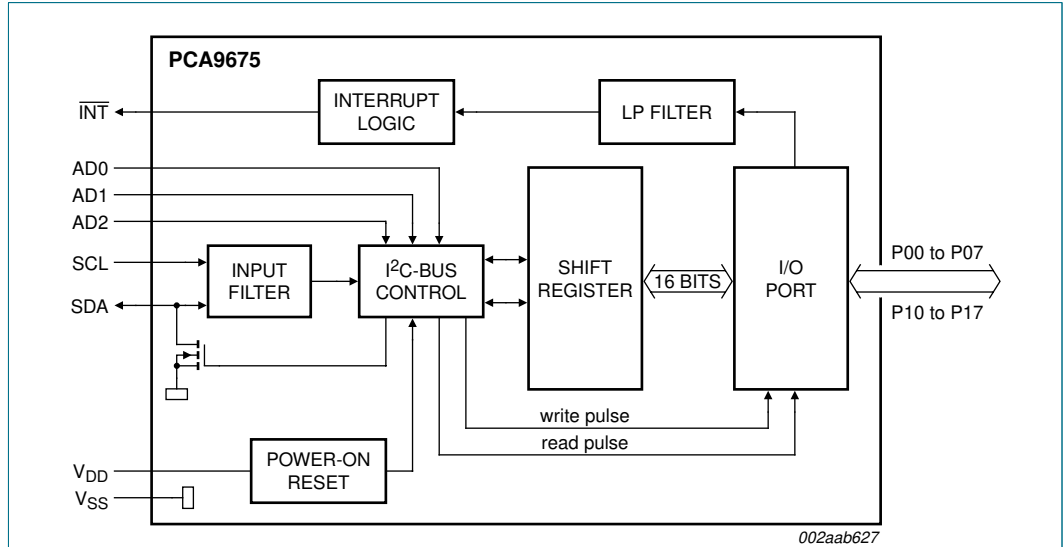 PCA9675
INT
INTERRUPT
LOGIC
LP FILTER
AD0
AD1
AD2
SCL
SDA
INPUT
FILTER
I²C-BUS
CONTROL
SHIFT
REGISTER
16 BITS
I/O
PORT
P00 to P07
P10 to P17
write pulse
read pulse
VDD
VSS
POWER-ON
RESET
002aab627